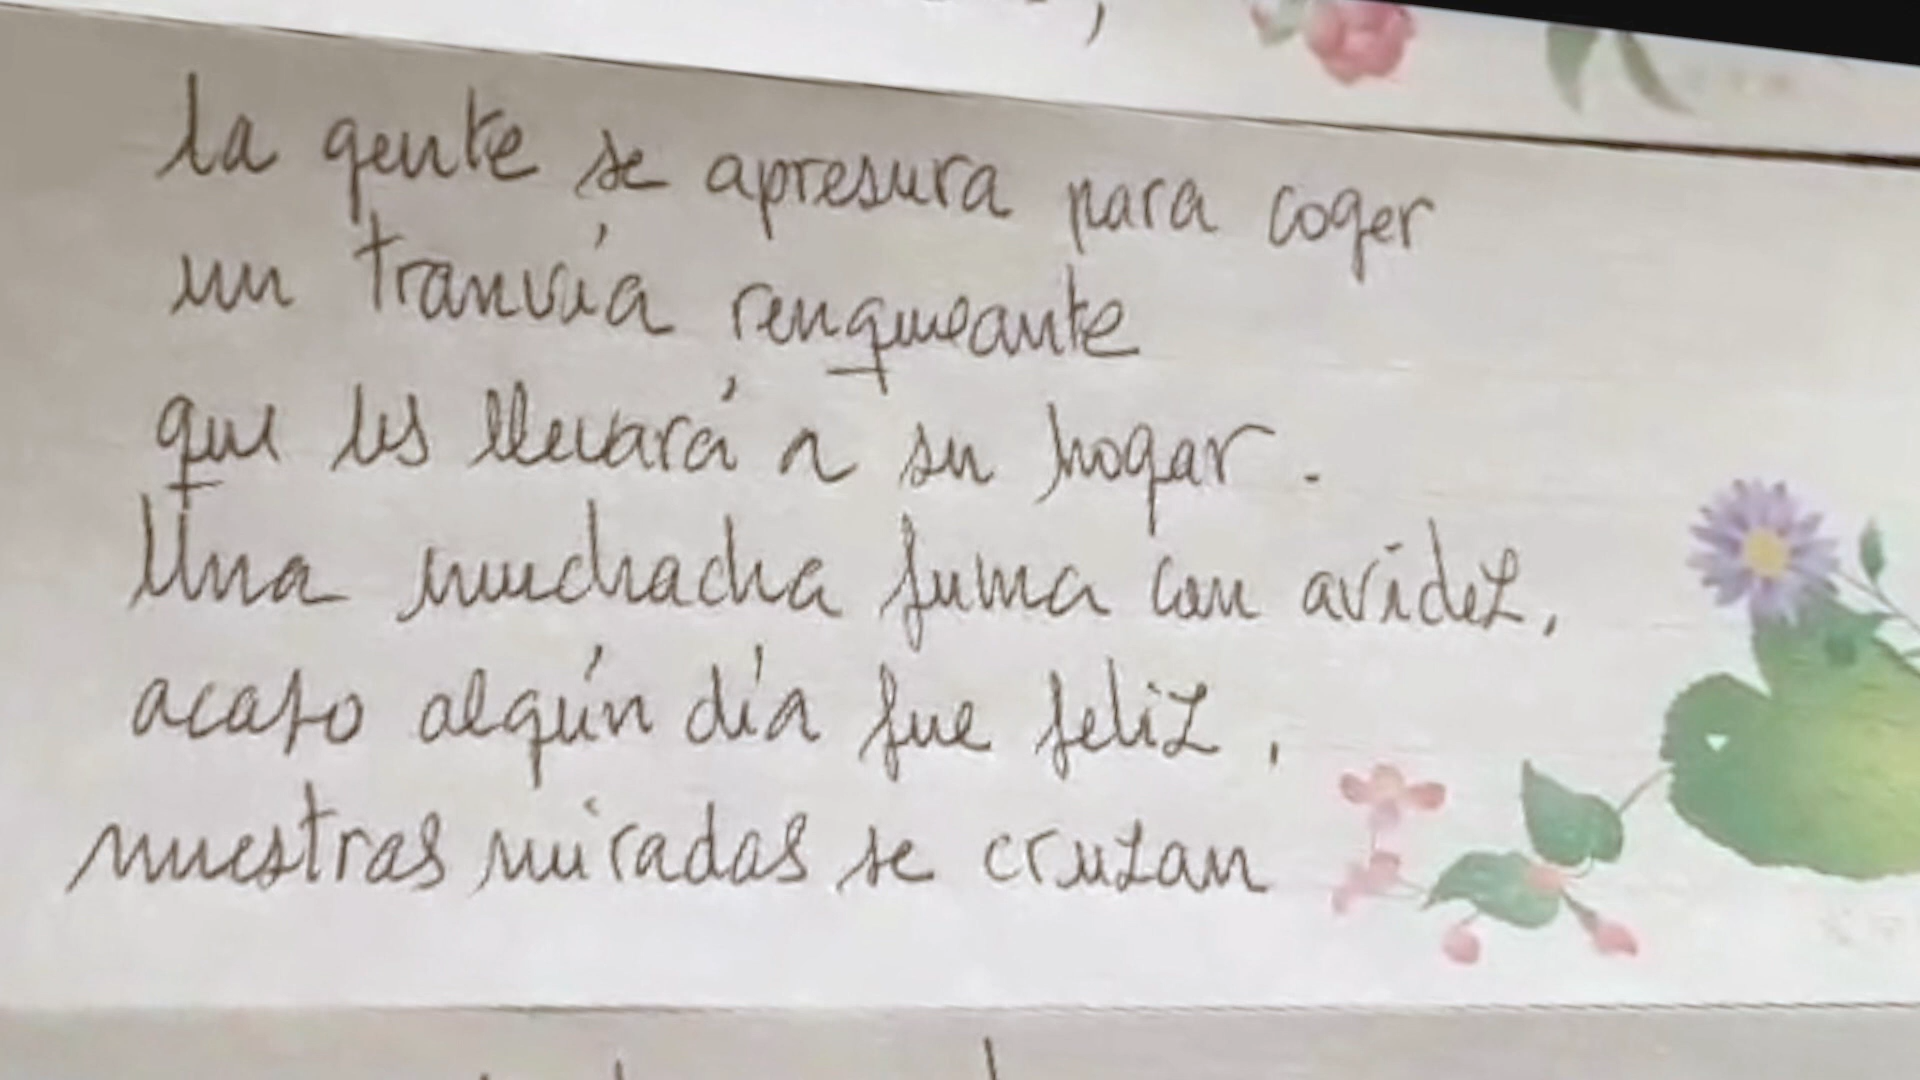 la gente se apresura para coger
un tranvía renqueante
que les llevará a su hogar.
Una muchacha fuma con avidez,
acaso algún día fue feliz,
nuestras miradas se cruzan